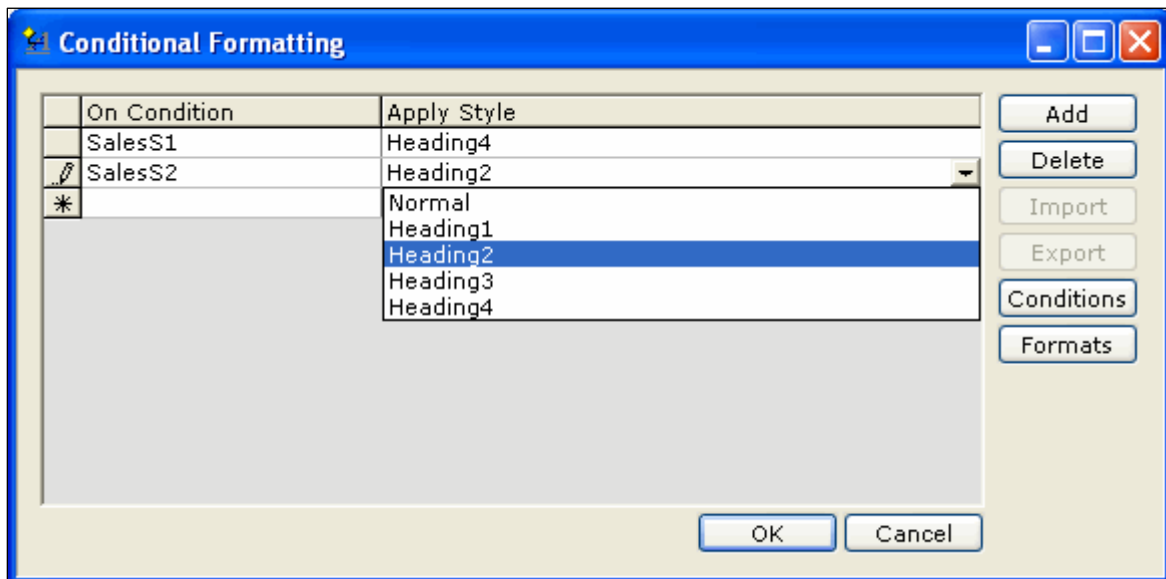 Conditional Formatting
On Condition Apply Style
SalesS1 Heading4
SalesS2 Heading2
Normal
Heading1
Heading2
Heading3
Heading4
Add
Delete
Import
Export
Conditions
Formats
OK Cancel